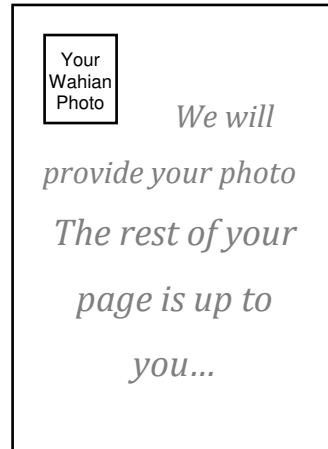 Your
Wahian
Photo
We will
provide your photo
The rest of your
page is up to
you...